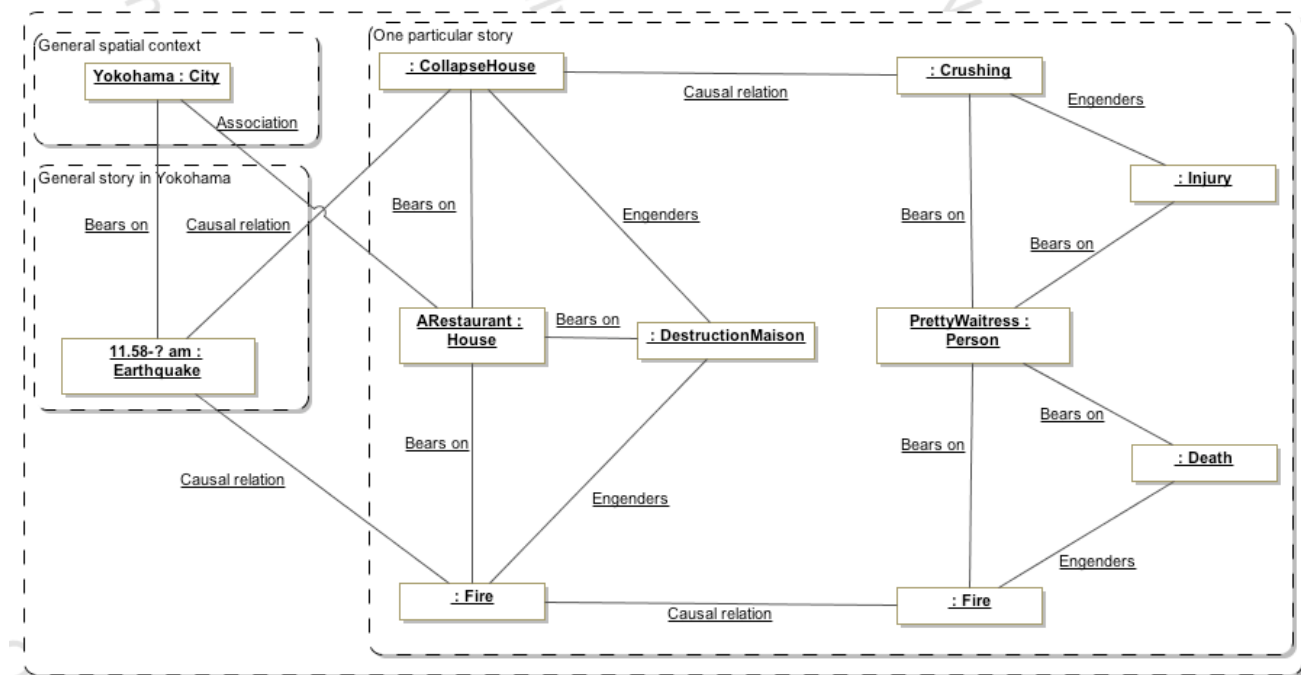 General spatial context
One particular story
Yokohama : City
: CollapseHouse
: Crushing
Causal relation
Engenders
Association
General story in Yokohama
: Injury
Bears on
Causal relation
Bears on
Engenders
Bears on
Bears on
11.58-? am :
Earthquake
ARestaurant :
House
Bears on
: DestructionMaison
PrettyWaitress :
Person
Bears on
Bears on
Bears on
: Death
Causal relation
Engenders
Engenders
: Fire
Causal relation
: Fire